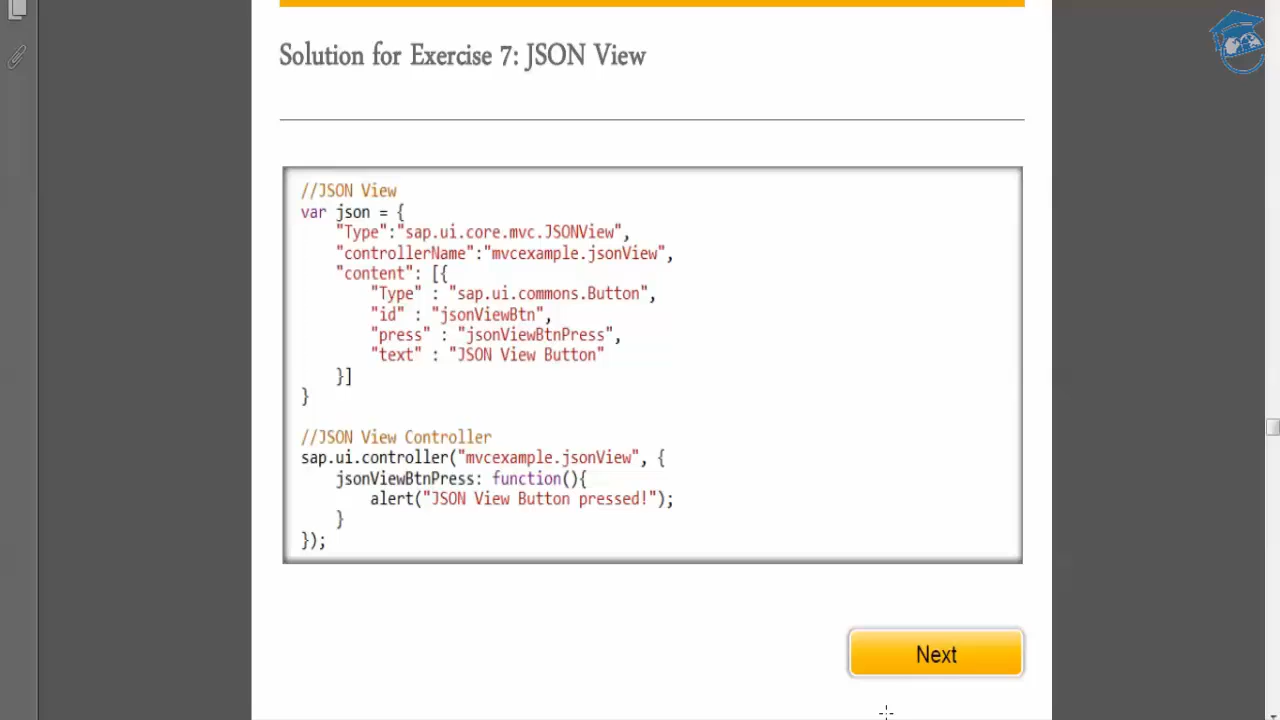 Solution for Exercise 7: JSON View
//JSON View
var json = {
"Type":"sap.ui.core.mvc.JSONView",
"controllerName":"mvcexample.jsonView",
"content": [{
"Type" : "sap.ui.commons.Button",
"id" : "jsonViewBtn",
"press" : "jsonViewBtnPress",
"text" : "JSON View Button"
}]
}
//JSON View Controller
sap.ui.controller("mvcexample.jsonView", {
jsonViewBtnPress: function(){
alert("JSON View Button pressed!");
}
});
Next